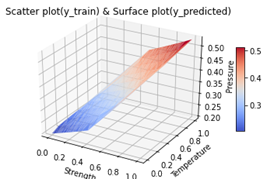 Scatter plot(y_train) & Surface plot(y_predicted)
0.50
0.45
0.40
0.35
0.30
0.25
0.20
Pressure
0.5
0.4
0.3
0.0 0.2 0.4 0.6 0.8 1.0
Strength
0.0 0.2 0.4 0.6 0.8 1.0
Temperature